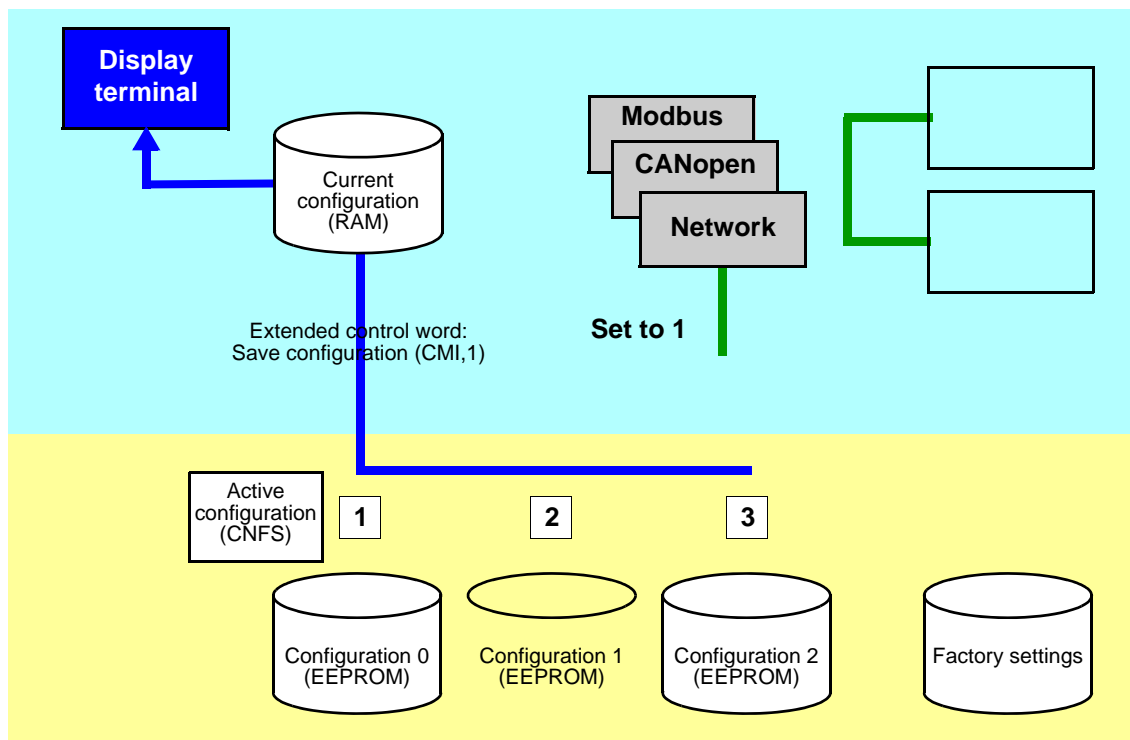 Display
terminal
Current
configuration
(RAM)
Modbus
CANopen
Network
Extended control word:
Save configuration (CMI,1)
Set to 1
Active
configuration
(CNFS)
1
2
3
Configuration 0
(EEPROM)
Configuration 1
(EEPROM)
Configuration 2
(EEPROM)
Factory settings